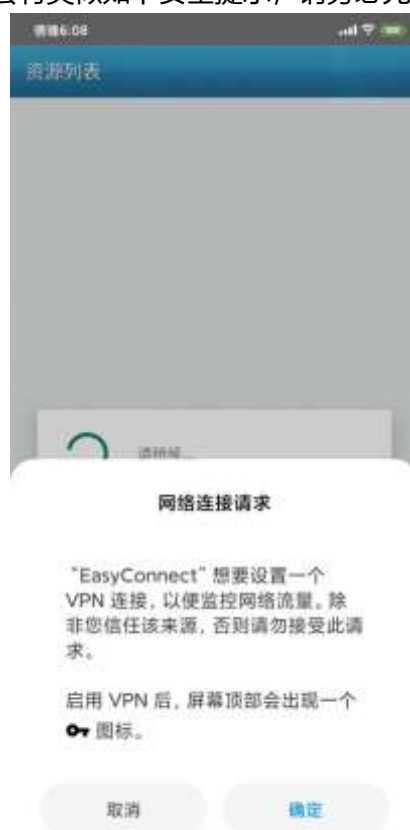 资源列表
请稍候...
网络连接请求
“EasyConnect”想要设置一个
VPN 连接，以便监控网络流量。除
非您信任该来源，否则请勿接受此请
求。
启用 VPN 后，屏幕顶部会出现一个
图标。
取消
确定